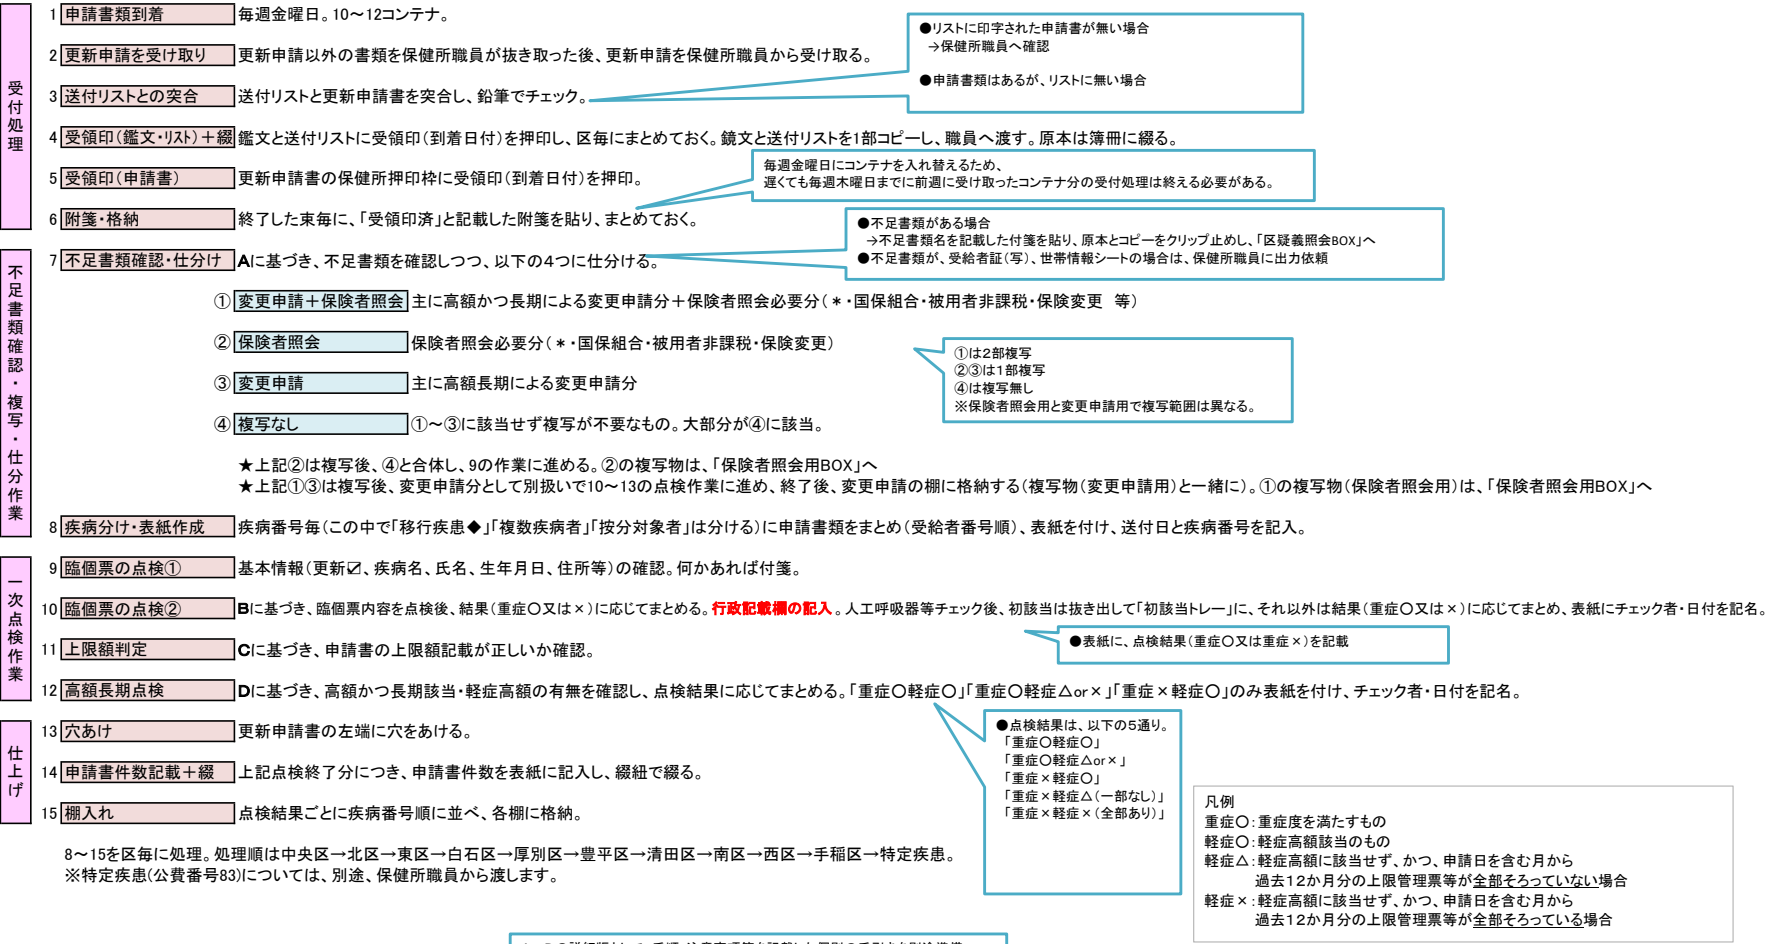 受付処理
1 申請書類到着 毎週金曜日。10～12コンテナ。
2 更新申請を受け取り 更新申請以外の書類を保健所職員が抜き取った後、更新申請を保健所職員から受け取る。
3 送付リストとの突合 送付リストと更新申請書を突合し、鉛筆でチェック。
●リストに印字された申請書が無い場合
→保健所職員へ確認
●申請書類はあるが、リストに無い場合
4 受領印(鑑文・リスト)+綴 鑑文と送付リストに受領印(到着日付)を押印し、区毎にまとめておく。鏡文と送付リストを1部コピーし、職員へ渡す。原本は簿冊に綴る。
5 受領印(申請書) 更新申請書の保健所押印枠に受領印(到着日付)を押印。
6 附箋・格納 終了した束毎に、「受領印済」と記載した附箋を貼り、まとめておく。
毎週金曜日にコンテナを入れ替えるため、
遅くても毎週木曜日までに前週に受け取ったコンテナ分の受付処理は終える必要がある。
不足書類確認・複写・仕分作業
7 不足書類確認・仕分け Aに基づき、不足書類を確認しつつ、以下の4つに仕分ける。
●不足書類がある場合
→不足書類名を記載した付箋を貼り、原本とコピーをクリップ止めし、「区疑義照会BOX」へ
●不足書類が、受給者証(写)、世帯情報シートの場合は、保健所職員に出力依頼
① 変更申請+保険者照会 主に高額かつ長期による変更申請分+保険者照会必要分(*・国保組合・被用者非課税・保険変更 等)
② 保険者照会 保険者照会必要分(*・国保組合・被用者非課税・保険変更)
③ 変更申請 主に高額長期による変更申請分
④ 複写なし ①～③に該当せず複写が不要なもの。大部分が④に該当。
①は2部複写
②③は1部複写
④は複写無し
※保険者照会用と変更申請用で複写範囲は異なる。
★上記②は複写後、④と合体し、9の作業に進める。②の複写物は、「保険者照会用BOX」へ
★上記①③は複写後、変更申請分として別扱いで10～13の点検作業に進め、終了後、変更申請の棚に格納する(複写物(変更申請用)と一緒に)。①の複写物(保険者照会用)は、「保険者照会用BOX」へ
8 疾病分け・表紙作成 疾病番号毎(この中で「移行疾患◆」「複数疾病者」「按分対象者」は分ける)に申請書類をまとめ(受給者番号順)、表紙を付け、送付日と疾病番号を記入。
一次点検作業
9 臨個票の点検① 基本情報(更新☑、疾病名、氏名、生年月日、住所等)の確認。何かあれば付箋。
10 臨個票の点検② Bに基づき、臨個票内容を点検後、結果(重症〇又は×)に応じてまとめる。行政記載欄の記入。人工呼吸器等チェック後、初該当は抜き出して「初該当トレー」に、それ以外は結果(重症〇又は×)に応じてまとめ、表紙にチェック者・日付を記名。
●表紙に、点検結果(重症〇又は重症×)を記載
11 上限額判定 Cに基づき、申請書の上限額記載が正しいか確認。
12 高額長期点検 Dに基づき、高額かつ長期該当・軽症高額の有無を確認し、点検結果に応じてまとめる。「重症〇軽症〇」「重症〇軽症△or×」「重症×軽症〇」のみ表紙を付け、チェック者・日付を記名。
●点検結果は、以下の5通り。
「重症〇軽症〇」
「重症〇軽症△or×」
「重症×軽症〇」
「重症×軽症△(一部なし)」
「重症×軽症×(全部あり)」
仕上げ
13 穴あけ 更新申請書の左端に穴をあける。
14 申請書件数記載+綴 上記点検終了分につき、申請書件数を表紙に記入し、綴紐で綴る。
15 棚入れ 点検結果ごとに疾病番号順に並べ、各棚に格納。
8～15を区毎に処理。処理順は中央区→北区→東区→白石区→厚別区→豊平区→清田区→南区→西区→手稲区→特定疾患。
※特定疾患(公費番号83)については、別途、保健所職員から渡します。
凡例
重症〇:重症度を満たすもの
軽症〇:軽症高額該当のもの
軽症△:軽症高額に該当せず、かつ、申請日を含む月から
過去12か月分の上限管理票等が全部そろっていない場合
軽症×:軽症高額に該当せず、かつ、申請日を含む月から
過去12か月分の上限管理票等が全部そろっている場合